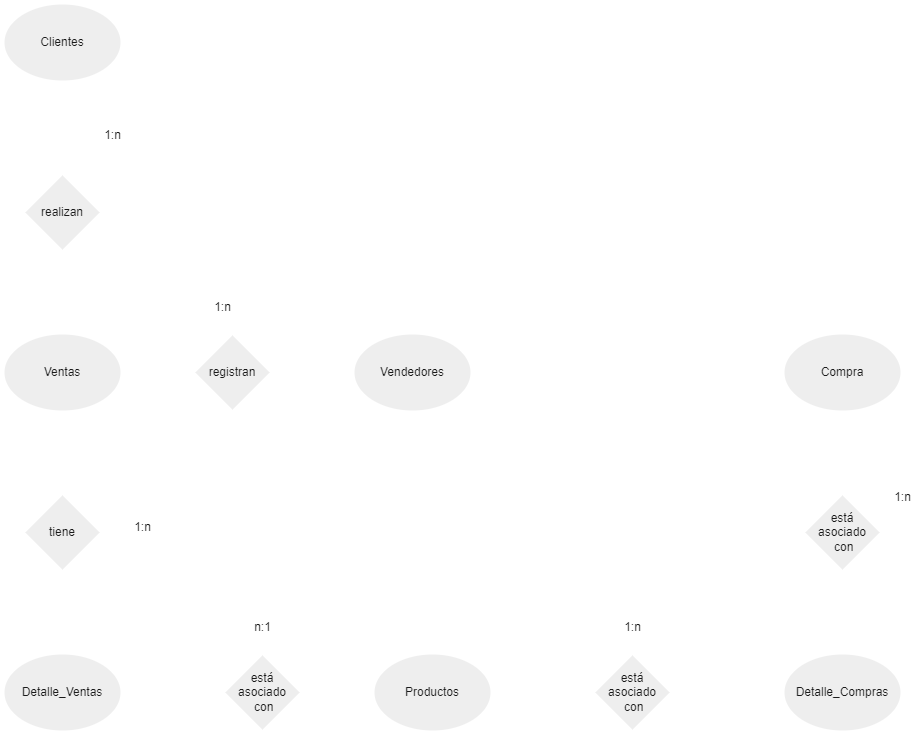 Clientes
1:n
realizan
1:n
Ventas
registran
Vendedores
Compra
1:n
tiene
1:n
está
asociado
con
n:1
1:n
Detalle_Ventas
está
asociado
con
Productos
está
asociado
con
Detalle_Compras